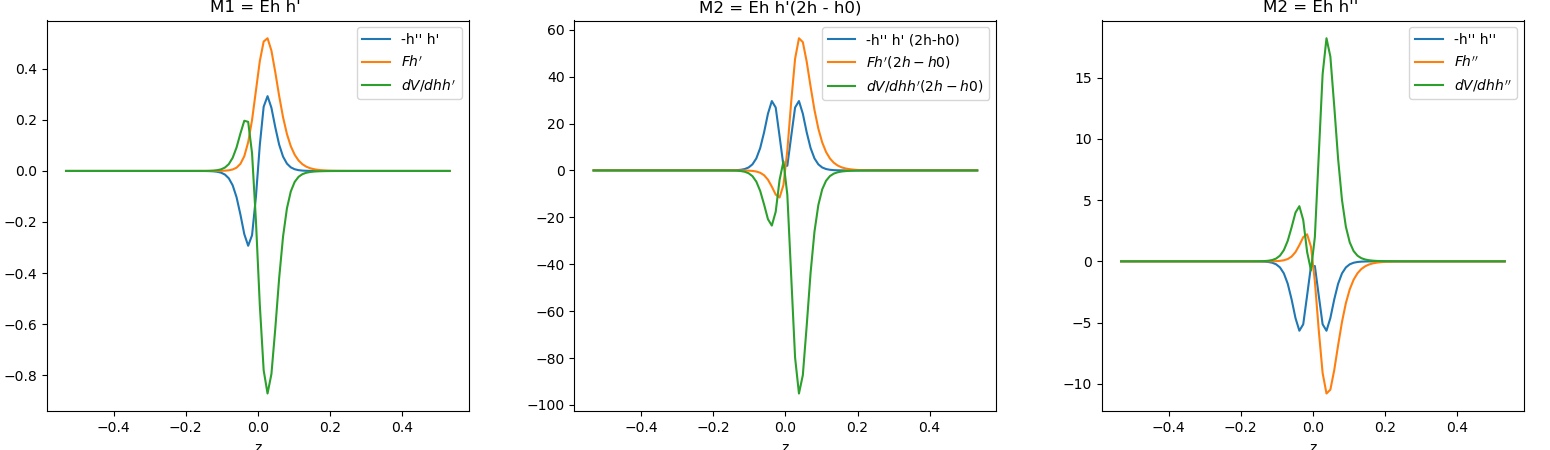 M1 = Eh h'
-h'' h'
Fh′
dV/dhh′
0.4
0.2
0.0
−0.2
−0.4
−0.6
−0.8
−0.4 −0.2 0.0 0.2 0.4
z
M2 = Eh h'(2h - h0)
-h'' h' (2h-h0)
Fh′(2h − h0)
dV/dhh′(2h − h0)
60
40
20
0
−20
−40
−60
−80
−100
−0.4 −0.2 0.0 0.2 0.4
z
M2 = Eh h''
-h'' h''
Fh′′
dV/dhh′′
15
10
5
0
−5
−10
−0.4 −0.2 0.0 0.2 0.4
z